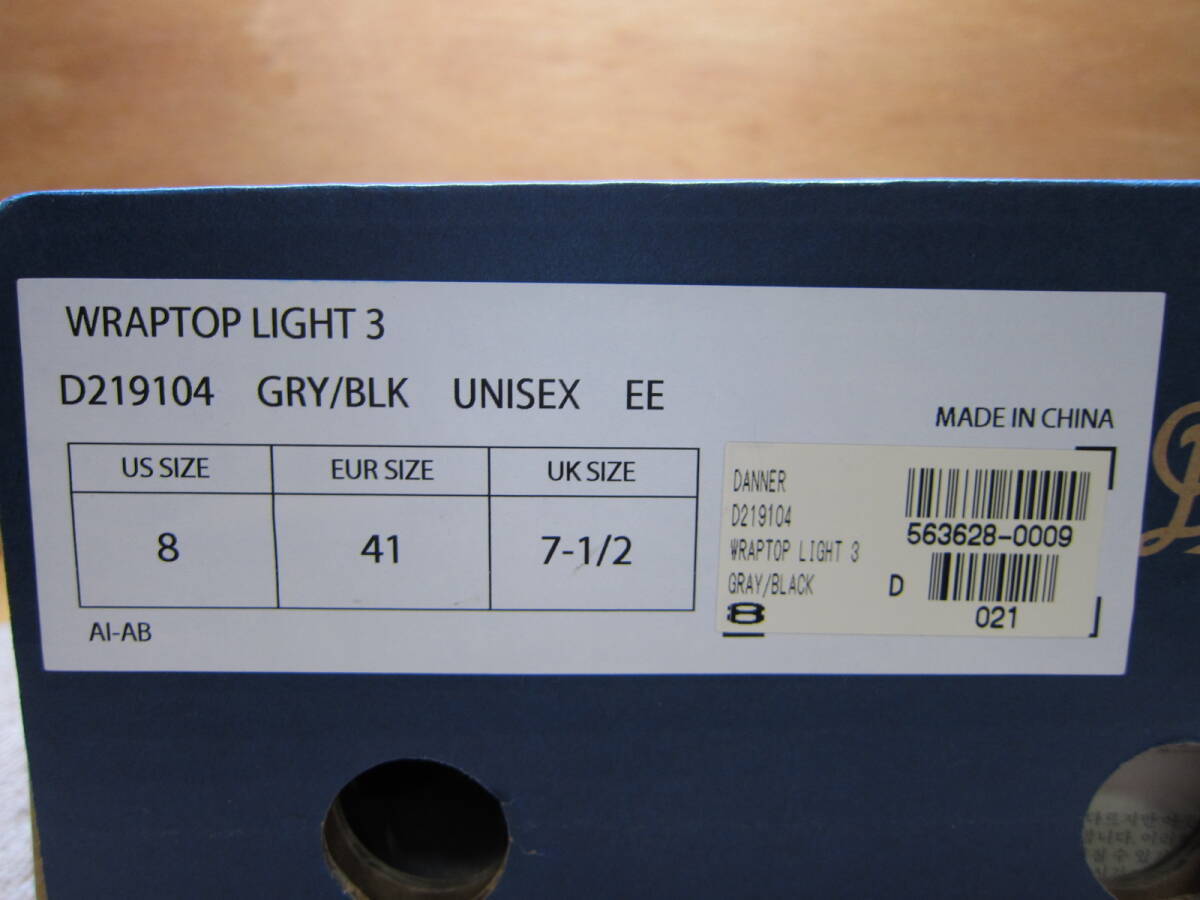 WRAPTOP LIGHT 3
D219104 GRY/BLK UNISEX EE
MADE IN CHINA
US SIZE EUR SIZE UK SIZE
8 41 7-1/2
AI-AB
DANNER
D219104
WRAPTOP LIGHT 3
GRAY/BLACK
8
563628-0009
D
021